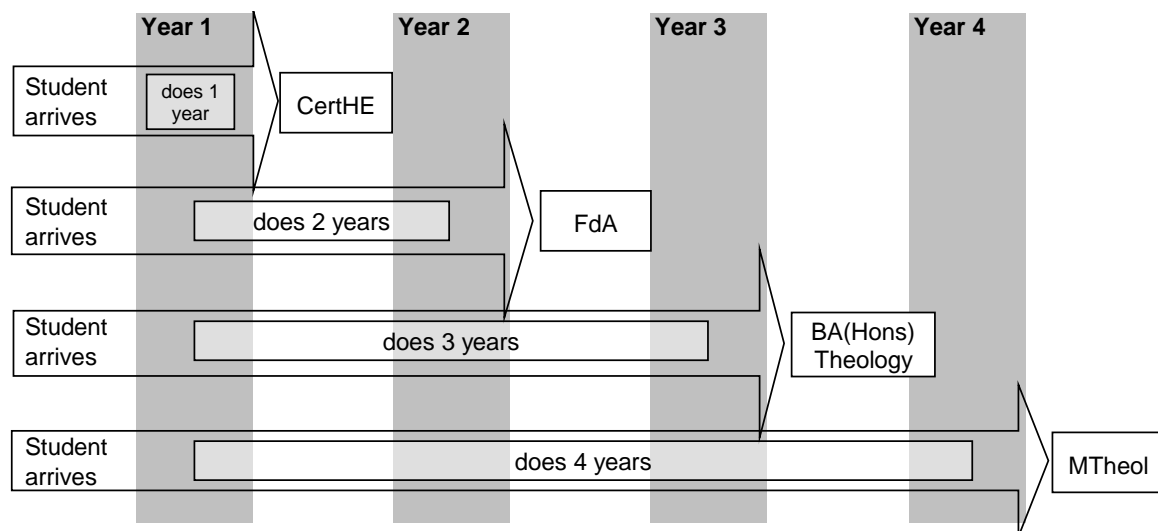 Year 1
Year 2
Year 3
Year 4
Student
arrives
does 1
year
CertHE
Student
arrives
does 2 years
FdA
Student
arrives
does 3 years
BA(Hons)
Theology
Student
arrives
does 4 years
MTheol